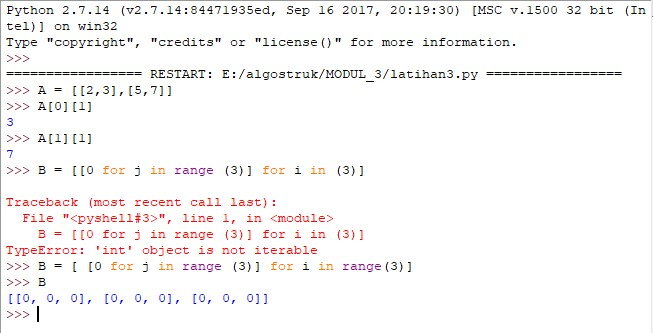 Python 2.7.14 (v2.7.14:84471935ed, Sep 16 2017, 20:19:30) [MSC v.1500 32 bit (In
tel)] on win32
Type "copyright", "credits" or "license()" for more information.
>>>
================= RESTART: E:/algostruk/MODUL_3/latihan3.py =================
>>> A = [[2,3],[5,7]]
>>> A[0][1]
3
>>> A[1][1]
7
>>> B = [[0 for j in range (3)] for i in (3)]
Traceback (most recent call last):
  File "<pyshell#3>", line 1, in <module>
    B = [[0 for j in range (3)] for i in (3)]
TypeError: 'int' object is not iterable
>>> B = [ [0 for j in range (3)] for i in range(3)]
>>> B
[[0, 0, 0], [0, 0, 0], [0, 0, 0]]
>>>